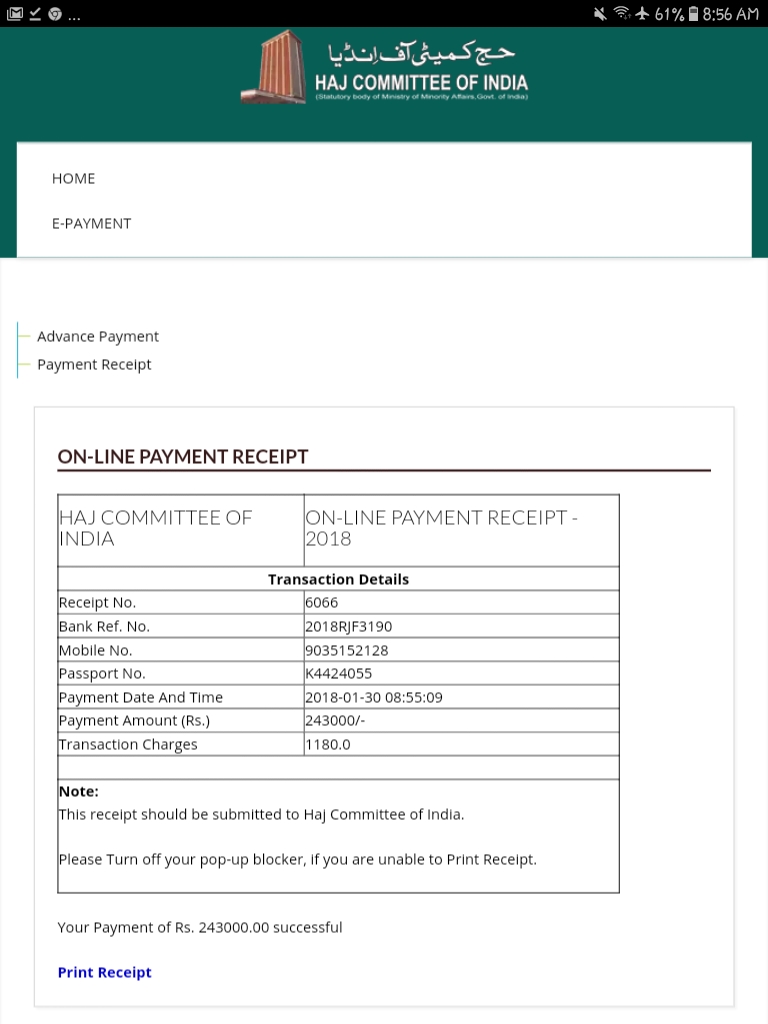 ...
61% 8:56 AM
حج کمیٹی آف انڈیا
HAJ COMMITTEE OF INDIA
(Statutory body of Ministry of Minority Affairs,Govt. of India)
HOME
E-PAYMENT
Advance Payment
Payment Receipt
ON-LINE PAYMENT RECEIPT
HAJ COMMITTEE OF INDIA
ON-LINE PAYMENT RECEIPT - 2018
Transaction Details
Receipt No. 6066
Bank Ref. No. 2018RJF3190
Mobile No. 9035152128
Passport No. K4424055
Payment Date And Time 2018-01-30 08:55:09
Payment Amount (Rs.) 243000/-
Transaction Charges 1180.0
Note:
This receipt should be submitted to Haj Committee of India.
Please Turn off your pop-up blocker, if you are unable to Print Receipt.
Your Payment of Rs. 243000.00 successful
Print Receipt